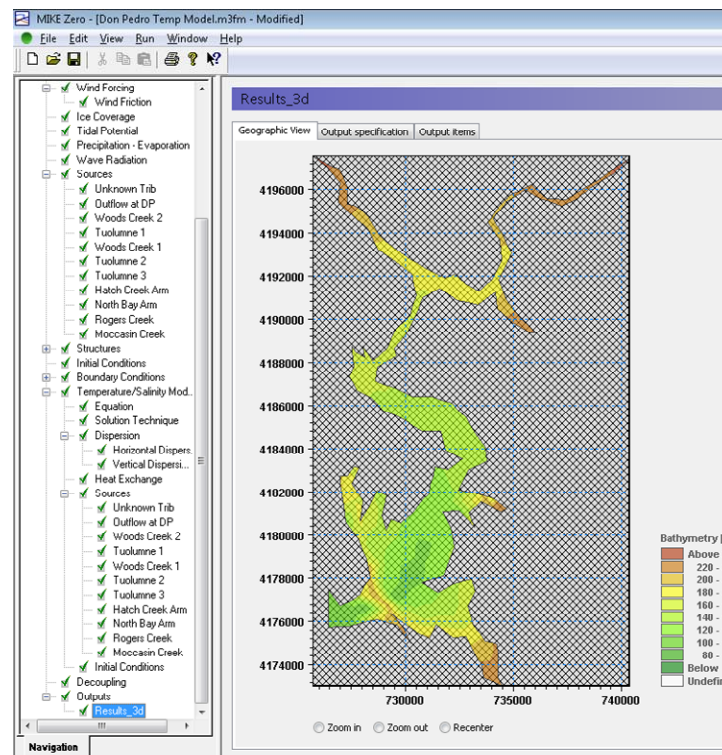 MIKE Zero - [Don Pedro Temp Model.m3fm - Modified]
File Edit View Run Window Help
Wind Forcing
Wind Friction
Ice Coverage
Tidal Potential
Precipitation - Evaporation
Wave Radiation
Sources
Unknown Trib
Outflow at DP
Woods Creek 2
Tuolumne 1
Woods Creek 1
Tuolumne 2
Tuolumne 3
Hatch Creek Arm
North Bay Arm
Rogers Creek
Moccasin Creek
Structures
Initial Conditions
Boundary Conditions
Temperature/Salinity Mod...
Equation
Solution Technique
Dispersion
Horizontal Dispers...
Vertical Dispersi...
Heat Exchange
Sources
Unknown Trib
Outflow at DP
Woods Creek 2
Tuolumne 1
Woods Creek 1
Tuolumne 2
Tuolumne 3
Hatch Creek Arm
North Bay Arm
Rogers Creek
Moccasin Creek
Initial Conditions
Decoupling
Outputs
Results_3d
Navigation
Results_3d
Geographic View Output specification Output items
4196000
4194000
4192000
4190000
4188000
4186000
4184000
4102000
4180000
4178000
4176000
4174000
730000 735000 740000
Bathymetry [
Above
220 -
200 -
180 -
160 -
140 -
120 -
100 -
80 -
Below
Undefi
Zoom in Zoom out Recenter